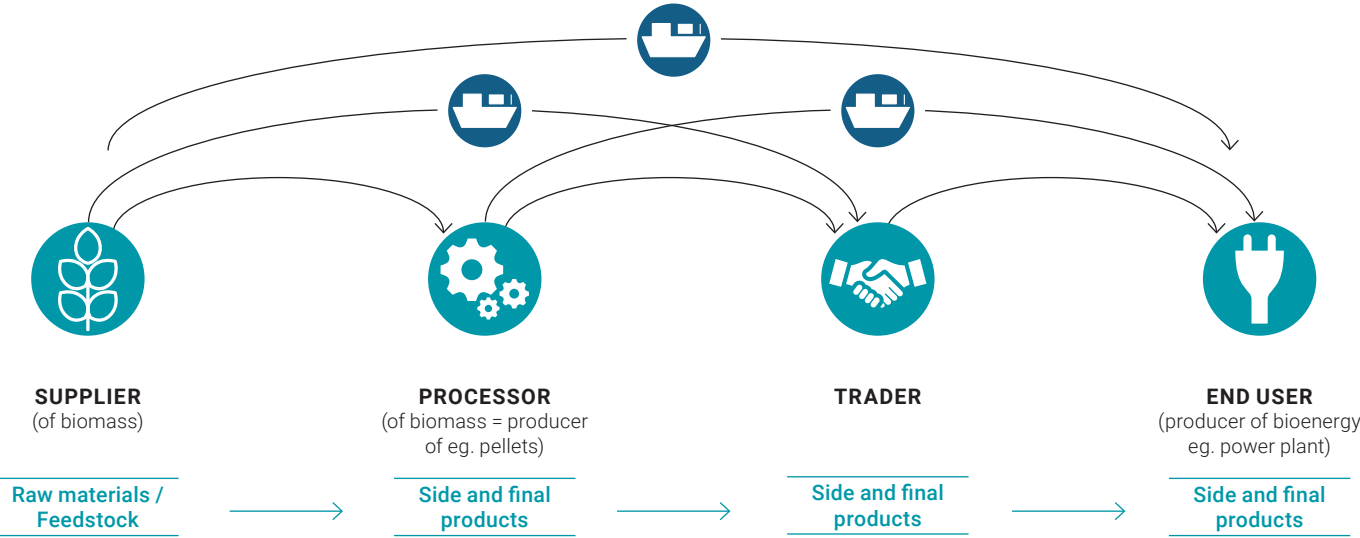 SUPPLIER
(of biomass)
PROCESSOR
(of biomass = producer
of eg. pellets)
TRADER
END USER
(producer of bioenergy
eg. power plant)
Raw materials /
Feedstock
Side and final
products
Side and final
products
Side and final
products